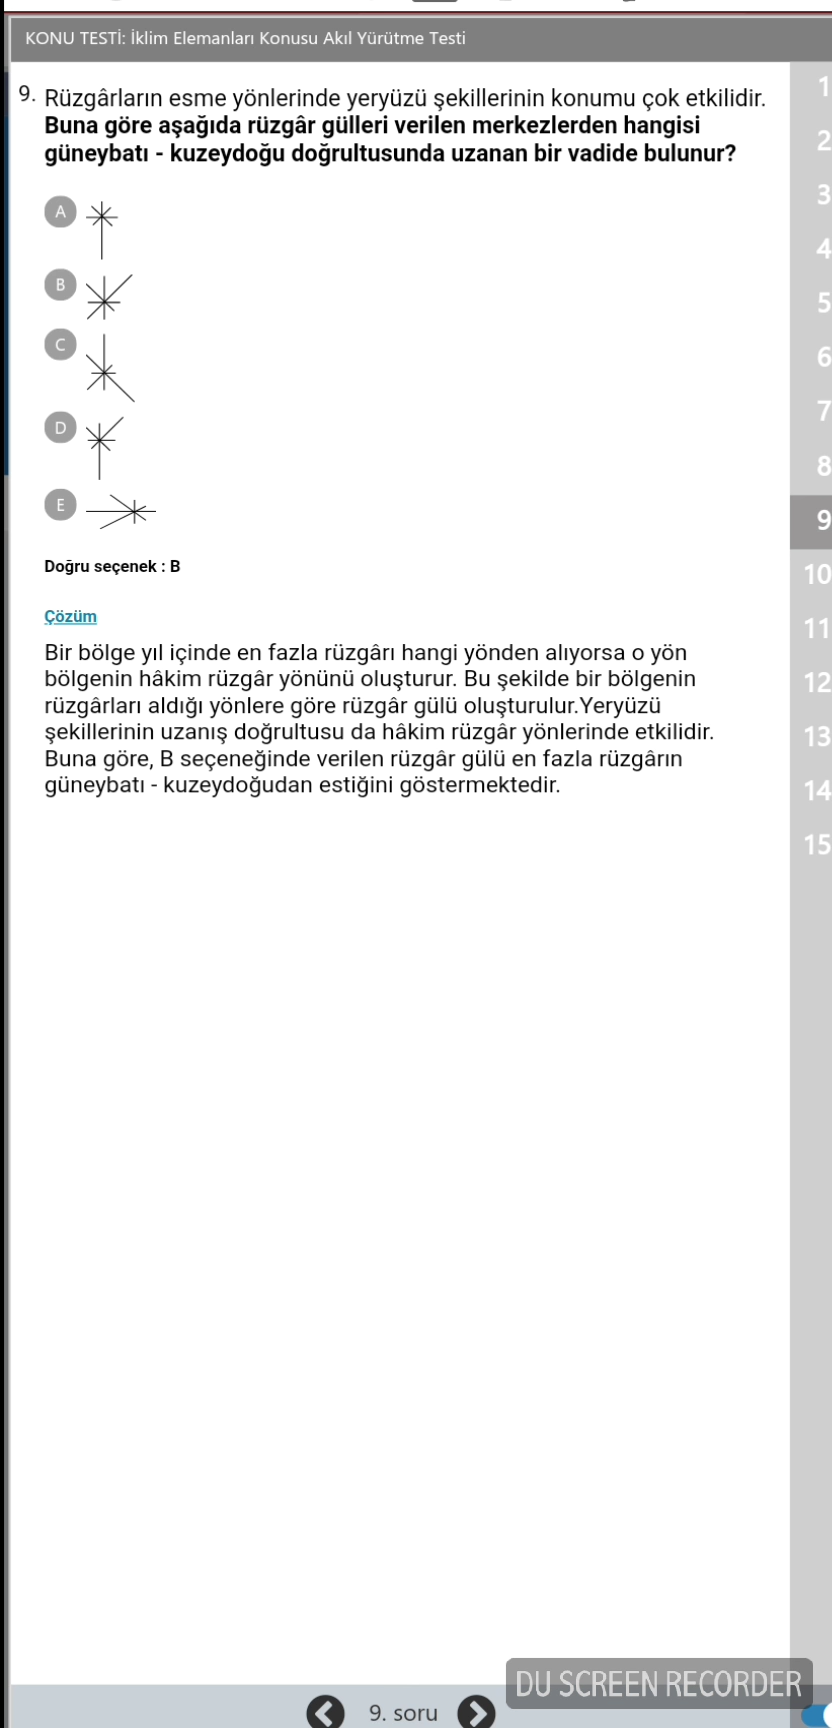 KONU TESTİ: İklim Elemanları Konusu Akıl Yürütme Testi
9. Rüzgârların esme yönlerinde yeryüzü şekillerinin konumu çok etkilidir.
Buna göre aşağıda rüzgâr gülleri verilen merkezlerden hangisi
güneybatı - kuzeydoğu doğrultusunda uzanan bir vadide bulunur?
A
B
C
D
E
Doğru seçenek : B
Çözüm
Bir bölge yıl içinde en fazla rüzgârı hangi yönden alıyorsa o yön
bölgenin hâkim rüzgâr yönünü oluşturur. Bu şekilde bir bölgenin
rüzgârları aldığı yönlere göre rüzgâr gülü oluşturulur.Yeryüzü
şekillerinin uzanış doğrultusu da hâkim rüzgâr yönlerinde etkilidir.
Buna göre, B seçeneğinde verilen rüzgâr gülü en fazla rüzgârın
güneybatı - kuzeydoğudan estiğini göstermektedir.
1
2
3
4
5
6
7
8
9
10
11
12
13
14
15
DU SCREEN RECORDER
9. soru